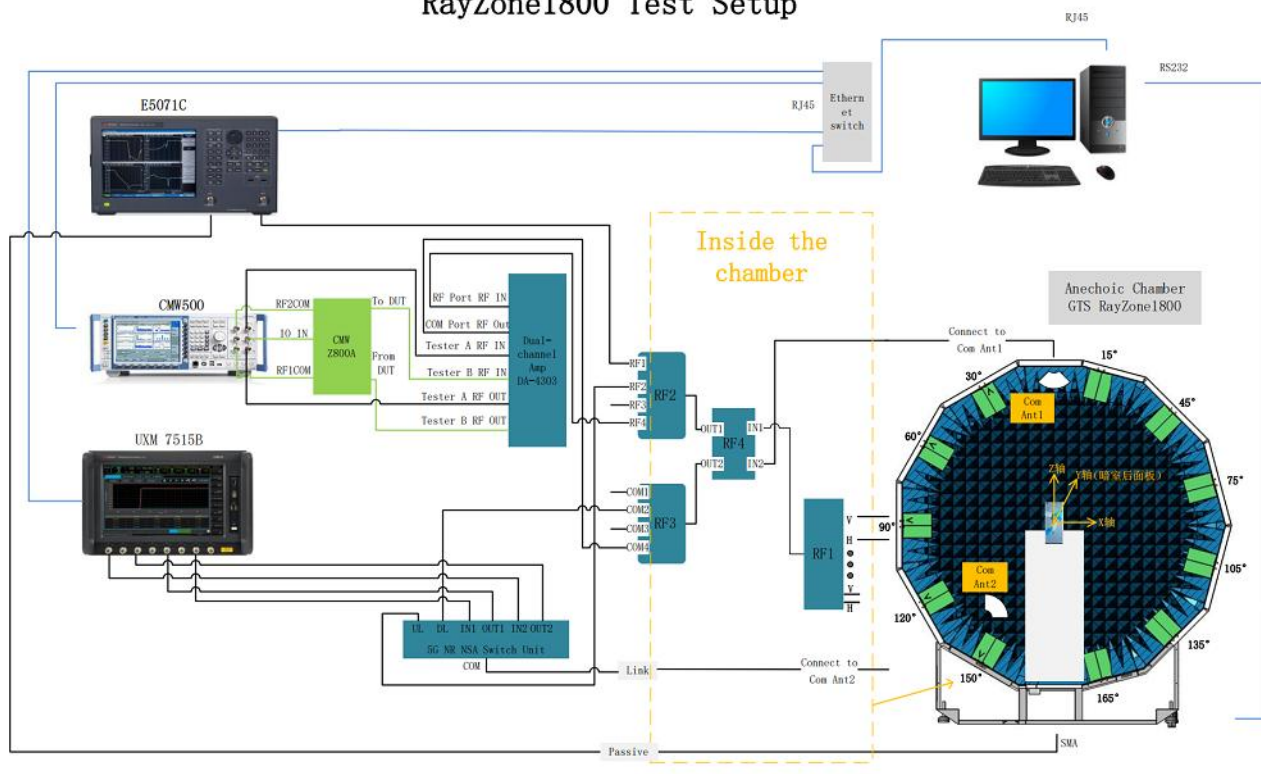 RayZone1800 Test Setup
RJ45
RS232
E5071C
RJ45
Ethern
et
switch
Inside the
chamber
Anechoic Chamber
GTS RayZone1800
CMW500
RF2COM
IO IN
RF1COM
CMW
Z800A
To DUT
From
DUT
RF Port RF IN
COM Port RF Out
Tester A RF IN
Tester B RF IN
Tester A RF OUT
Tester B RF OUT
Dual-
channel
Amp
DA-4303
RF1
RF2
RF3
RF4
RF2
OUT1
OUT2
RF4
IN1
IN2
Connect to
Com Ant1
15°
30°
45°
60°
75°
90°
105°
120°
135°
150°
165°
Com
Ant1
Z轴
Y轴(暗室后面板)
X轴
Com
Ant2
UXM 7515B
COM1
COM2
COM3
COM4
RF3
RF1
V
H
V
H
UL DL IN1 OUT1 IN2 OUT2
5G NR NSA Switch Unit
COM
Link
Connect to
Com Ant2
Passive
SMA